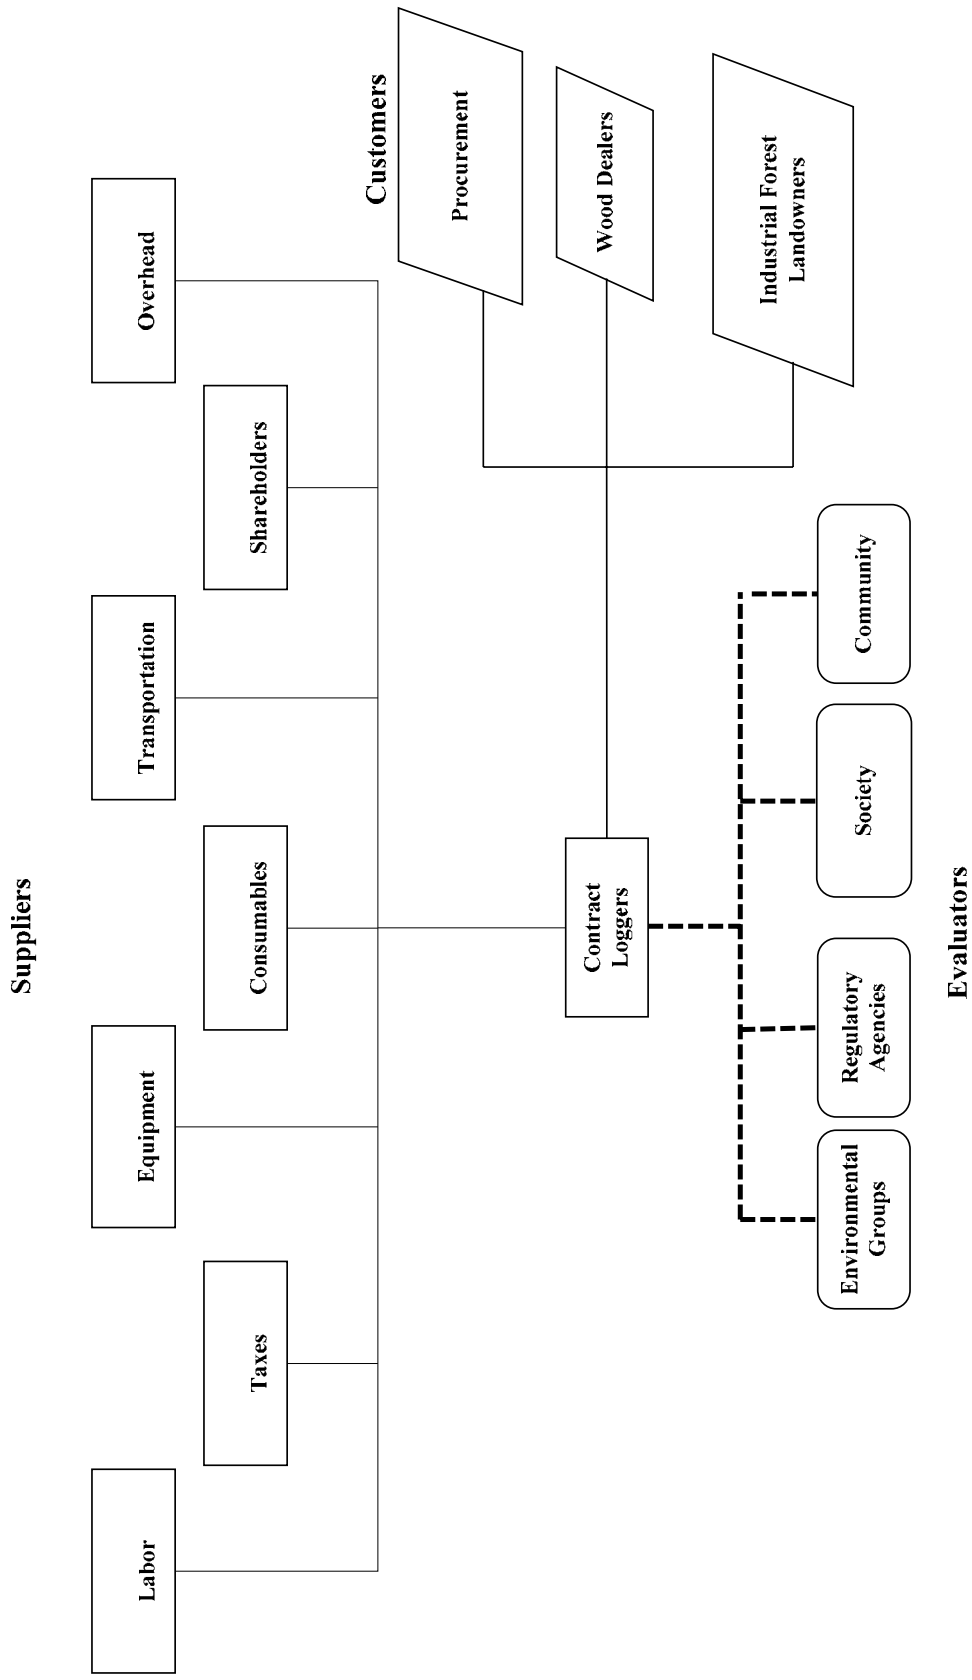 Suppliers
Labor
Taxes
Equipment
Consumables
Transportation
Shareholders
Overhead
Customers
Procurement
Wood Dealers
Industrial Forest
Landowners
Contract
Loggers
Environmental
Groups
Regulatory
Agencies
Society
Community
Evaluators